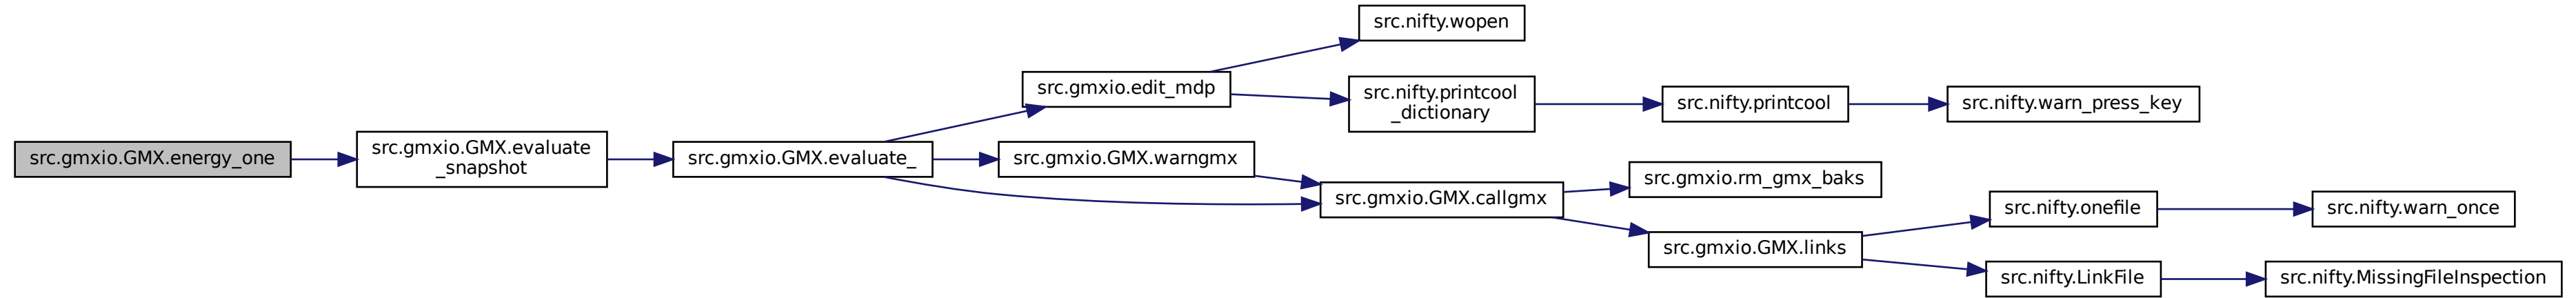 src.gmxio.GMX.energy_one
src.gmxio.GMX.evaluate
_snapshot
src.gmxio.GMX.evaluate_
src.gmxio.edit_mdp
src.nifty.wopen
src.nifty.printcool
_dictionary
src.nifty.printcool
src.nifty.warn_press_key
src.gmxio.GMX.warngmx
src.gmxio.GMX.callgmx
src.gmxio.rm_gmx_baks
src.gmxio.GMX.links
src.nifty.onefile
src.nifty.warn_once
src.nifty.LinkFile
src.nifty.MissingFileInspection